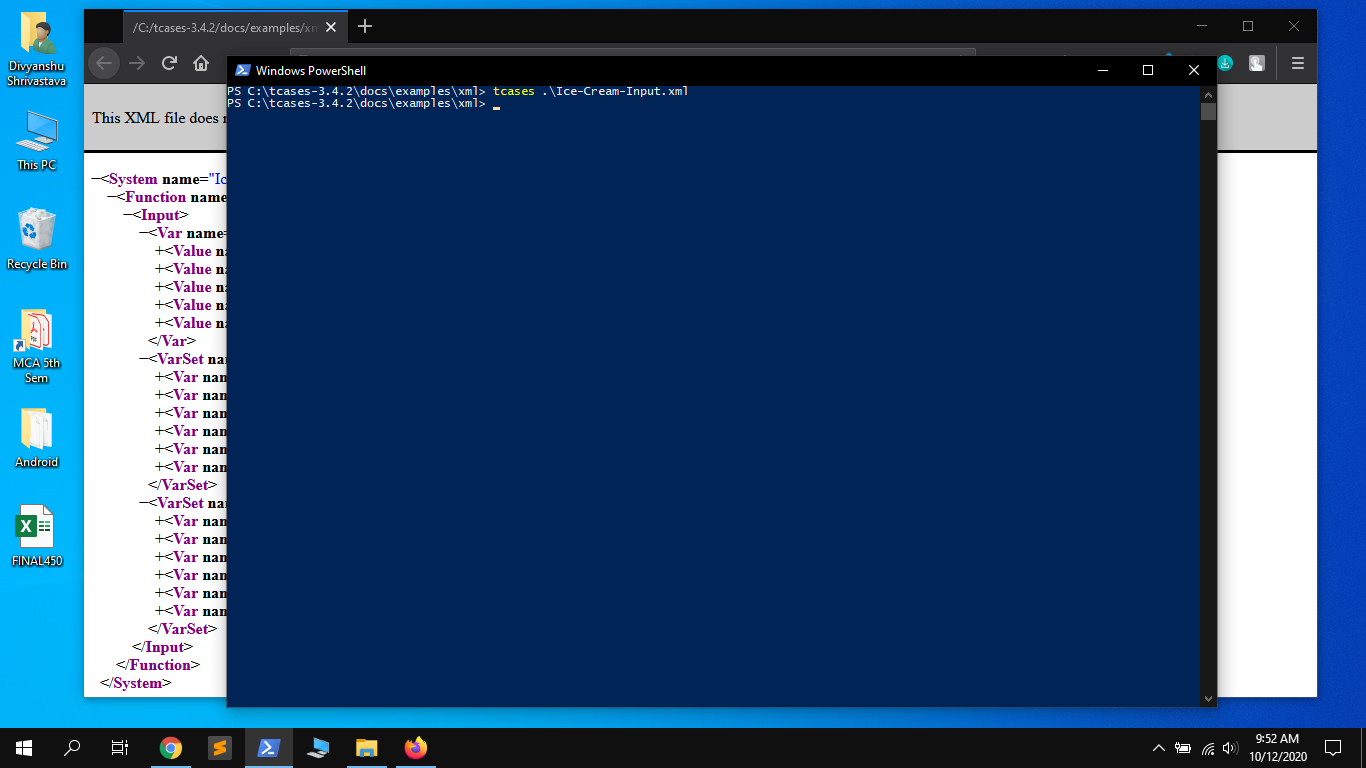 Divyanshu
Shrivastava
This PC
Recycle Bin
MCA 5th
Sem
Android
FINAL450
/C:/tcases-3.4.2/docs/examples/xm
Windows PowerShell
PS C:\tcases-3.4.2\docs\examples\xml> tcases .\Ice-Cream-Input.xml
PS C:\tcases-3.4.2\docs\examples\xml> _
This XML file does
−<System name="Ic
−<Function name
−<Input>
−<Var name=
+<Value na
+<Value na
+<Value na
+<Value na
+<Value na
</Var>
−<VarSet nam
+<Var nam
+<Var nam
+<Var nam
+<Var nam
+<Var nam
+<Var nam
</VarSet>
−<VarSet nam
+<Var nam
+<Var nam
+<Var nam
+<Var nam
+<Var nam
+<Var nam
</VarSet>
</Input>
</Function>
</System>
9:52 AM
10/12/2020